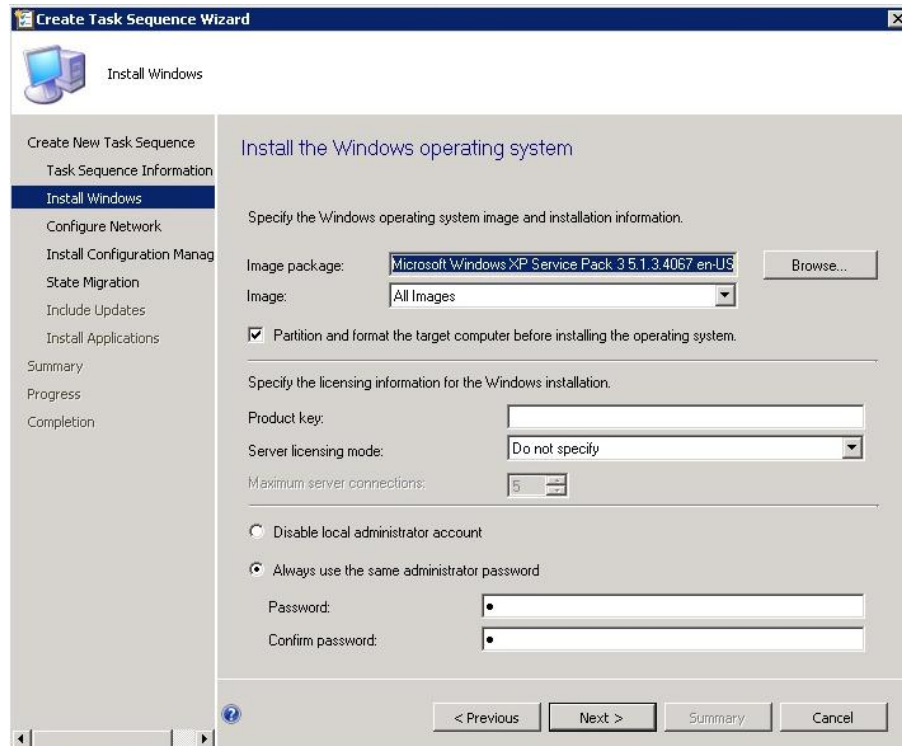 Create Task Sequence Wizard
Install Windows
Create New Task Sequence
Task Sequence Information
Install Windows
Configure Network
Install Configuration Manag
State Migration
Include Updates
Install Applications
Summary
Progress
Completion
Install the Windows operating system
Specify the Windows operating system image and installation information.
Image package: Microsoft Windows XP Service Pack 3 5.1.3.4067 en-US Browse...
Image: All Images
Partition and format the target computer before installing the operating system.
Specify the licensing information for the Windows installation.
Product key:
Server licensing mode: Do not specify
Maximum server connections: 5
Disable local administrator account
Always use the same administrator password
Password: •
Confirm password: •
< Previous Next > Summary Cancel